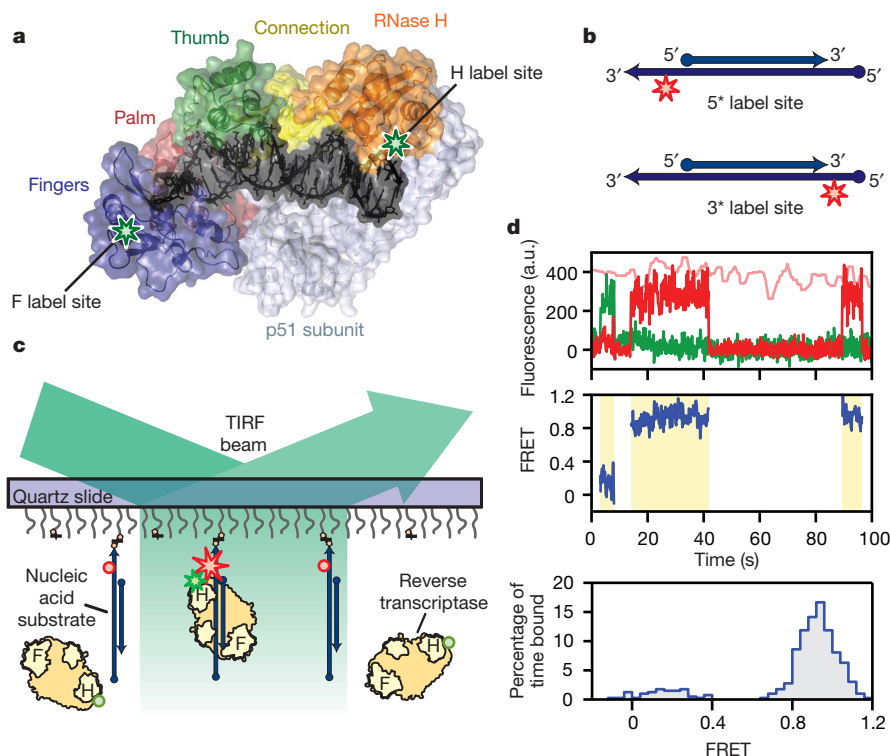 a
Thumb
Connection
RNase H
H label site
Palm
Fingers
F label site
p51 subunit
b
5′ 3′
3′ 5′
5* label site
5′ 3′
3′ 5′
3* label site
c
TIRF
beam
Quartz slide
Nucleic
acid
substrate
Reverse
transcriptase
F
H
H
F
H
F
d
Fluorescence (a.u.)
400
200
0
FRET
1.2
0.8
0.4
0
0 20 40 60 80 100
Time (s)
Percentage of
time bound
20
15
10
5
0
0 0.4 0.8 1.2
FRET